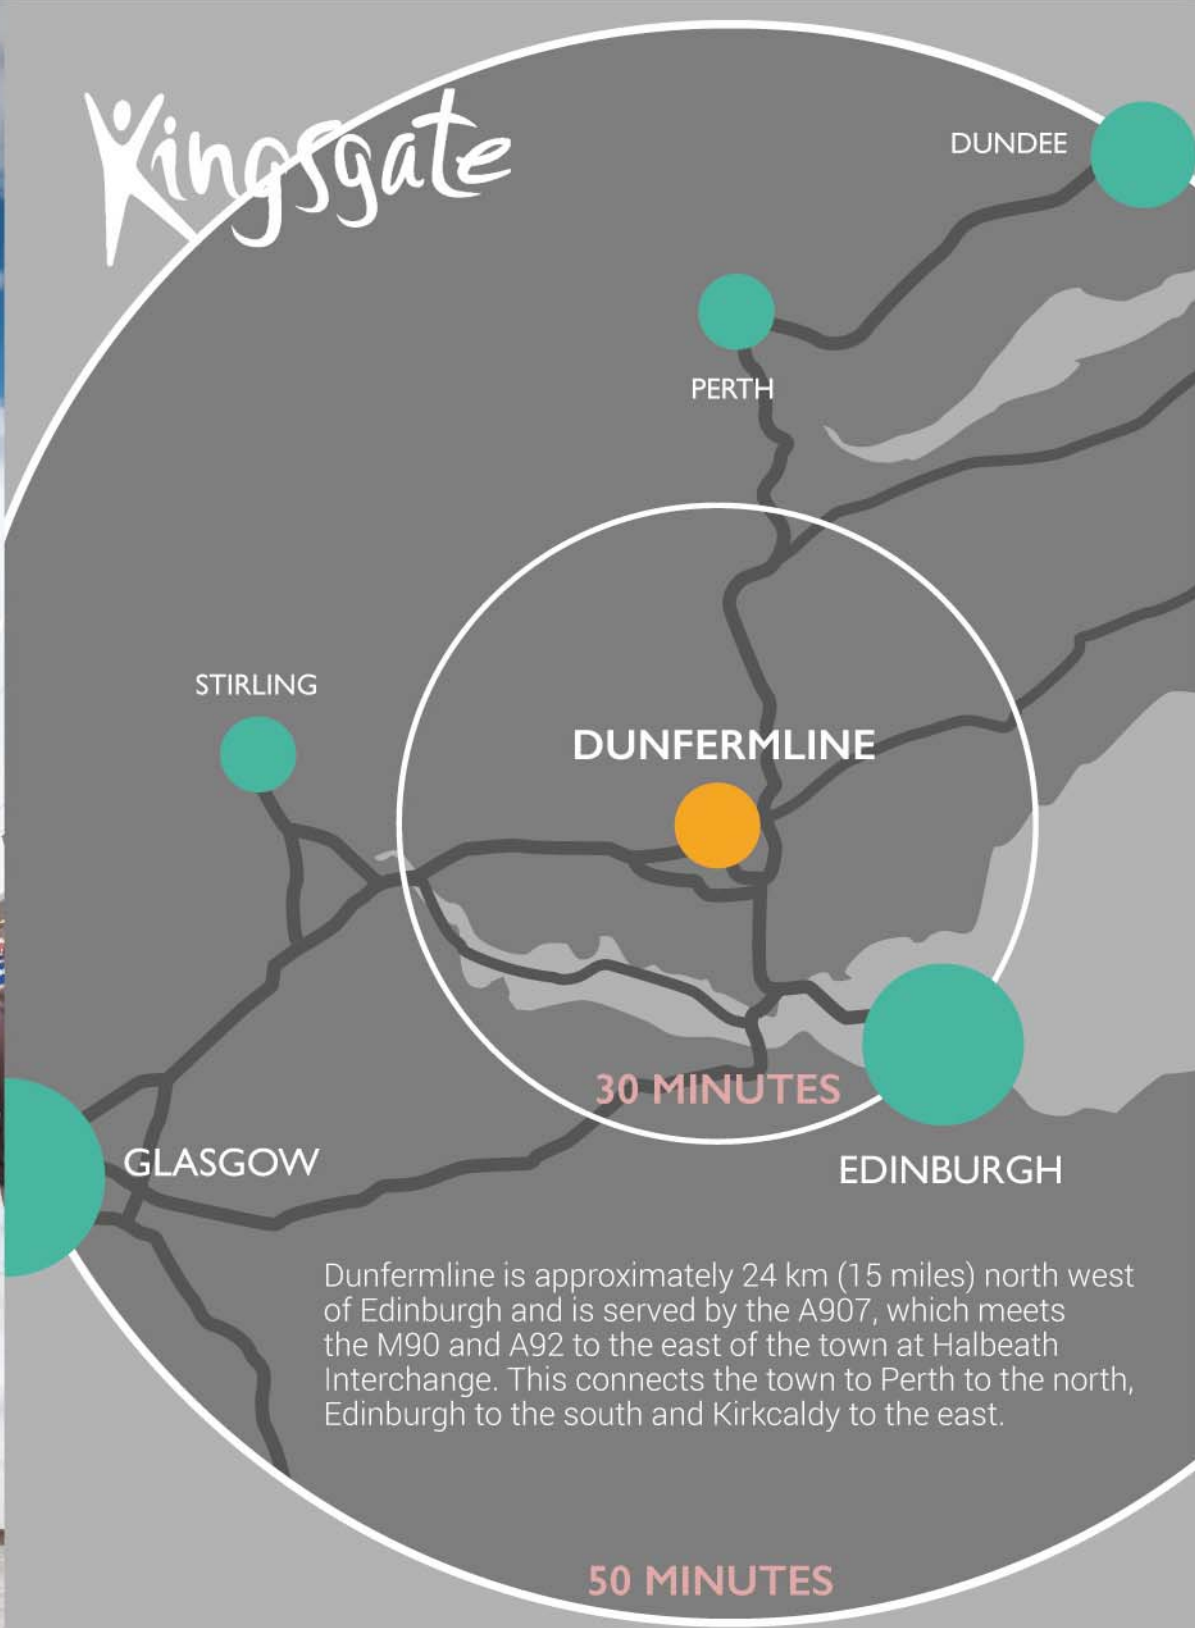 Kingsgate
DUNDEE
PERTH
STIRLING
DUNFERMLINE
30 MINUTES
GLASGOW
EDINBURGH
Dunfermline is approximately 24 km (15 miles) north west
of Edinburgh and is served by the A907, which meets
the M90 and A92 to the east of the town at Halbeath
Interchange. This connects the town to Perth to the north,
Edinburgh to the south and Kirkcaldy to the east.
50 MINUTES